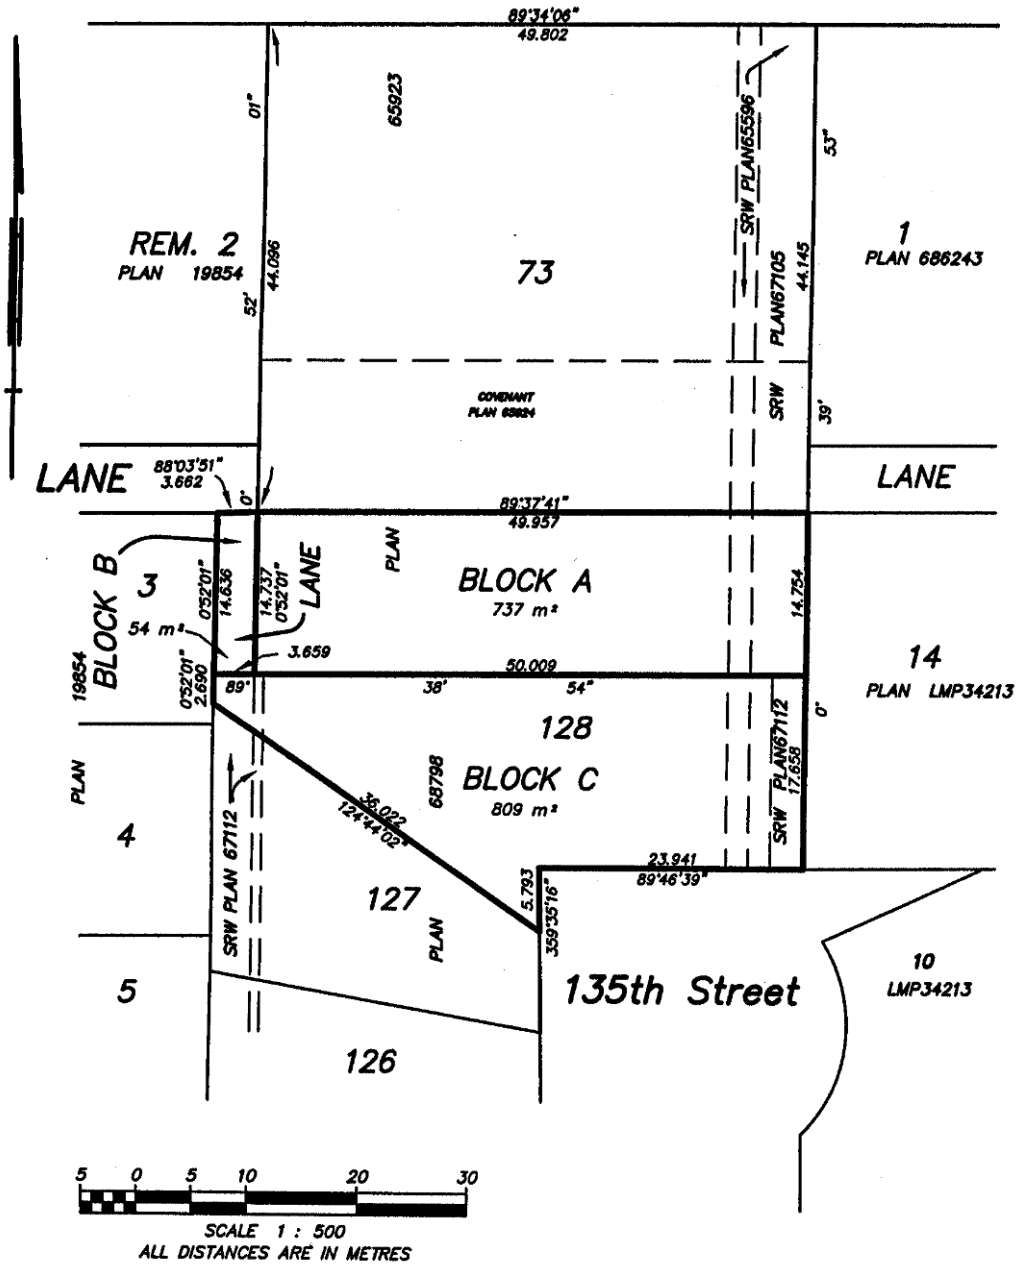 89°34'06"
49.802
65923
01"
53"
SRW PLAN65596
REM. 2
PLAN 19854
44.096
52'
73
PLAN67105
44.145
1
PLAN 686243
COVENANT
PLAN 65924
SRW
39'
LANE
88°03'51"
3.662
0°
89°37'41"
49.957
LANE
BLOCK B
3
0°52'01"
14.636
14.737
0°52'01"
LANE
PLAN
BLOCK A
737 m²
14.754
54 m²
3.659
50.009
14
PLAN LMP34213
19854
0°52'01"
2.690
89°
38'
54"
0°
128
BLOCK C
809 m²
68798
SRW PLAN67112
17.658
PLAN
4
SRW PLAN 67112
36.022
124°44'02"
127
PLAN
5.793
359°35'16"
23.941
89°46'39"
5
135th Street
10
LMP34213
126
5 0 5 10 20 30
SCALE 1 : 500
ALL DISTANCES ARE IN METRES